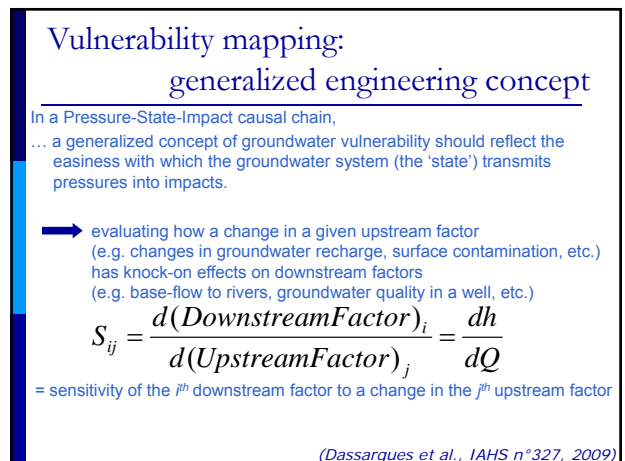 Vulnerability mapping:
generalized engineering concept
In a Pressure-State-Impact causal chain,
… a generalized concept of groundwater vulnerability should reflect the
easiness with which the groundwater system (the ‘state’) transmits
pressures into impacts.
evaluating how a change in a given upstream factor
(e.g. changes in groundwater recharge, surface contamination, etc.)
has knock-on effects on downstream factors
(e.g. base-flow to rivers, groundwater quality in a well, etc.)
S_ij = d(DownstreamFactor)_i / d(UpstreamFactor)_j = dh / dQ
= sensitivity of the ith downstream factor to a change in the jth upstream factor
(Dassargues et al., IAHS n°327, 2009)